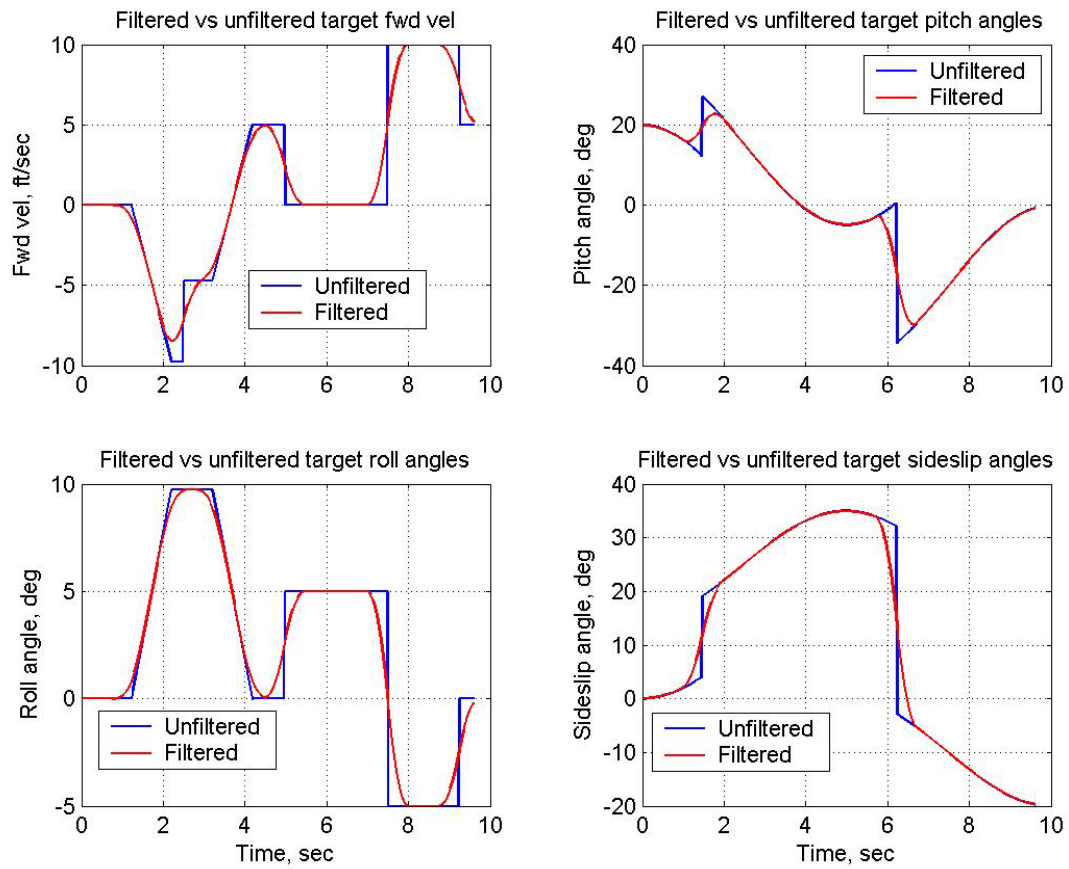 Filtered vs unfiltered target fwd vel
10
5
0
-5
-10
Fwd vel, ft/sec
Unfiltered
Filtered
0 2 4 6 8 10
Filtered vs unfiltered target pitch angles
40
20
0
-20
-40
Pitch angle, deg
Unfiltered
Filtered
0 2 4 6 8 10
Filtered vs unfiltered target roll angles
10
5
0
-5
Roll angle, deg
Unfiltered
Filtered
0 2 4 6 8 10
Time, sec
Filtered vs unfiltered target sideslip angles
40
30
20
10
0
-10
-20
Sideslip angle, deg
Unfiltered
Filtered
0 2 4 6 8 10
Time, sec